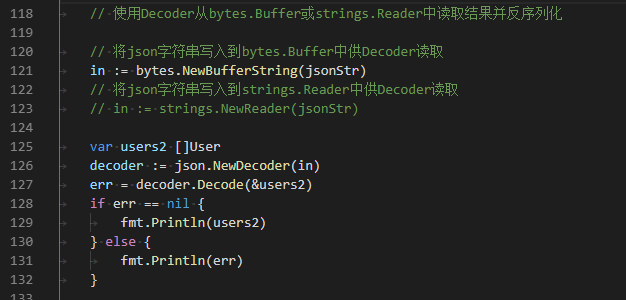 118 // 使用Decoder从bytes.Buffer或strings.Reader中读取结果并反序列化
119
120 // 将json字符串写入到bytes.Buffer中供Decoder读取
121 in := bytes.NewBufferString(jsonStr)
122 // 将json字符串写入到strings.Reader中供Decoder读取
123 // in := strings.NewReader(jsonStr)
124
125 var users2 []User
126 decoder := json.NewDecoder(in)
127 err = decoder.Decode(&users2)
128 if err == nil {
129 fmt.Println(users2)
130 } else {
131 fmt.Println(err)
132 }
133